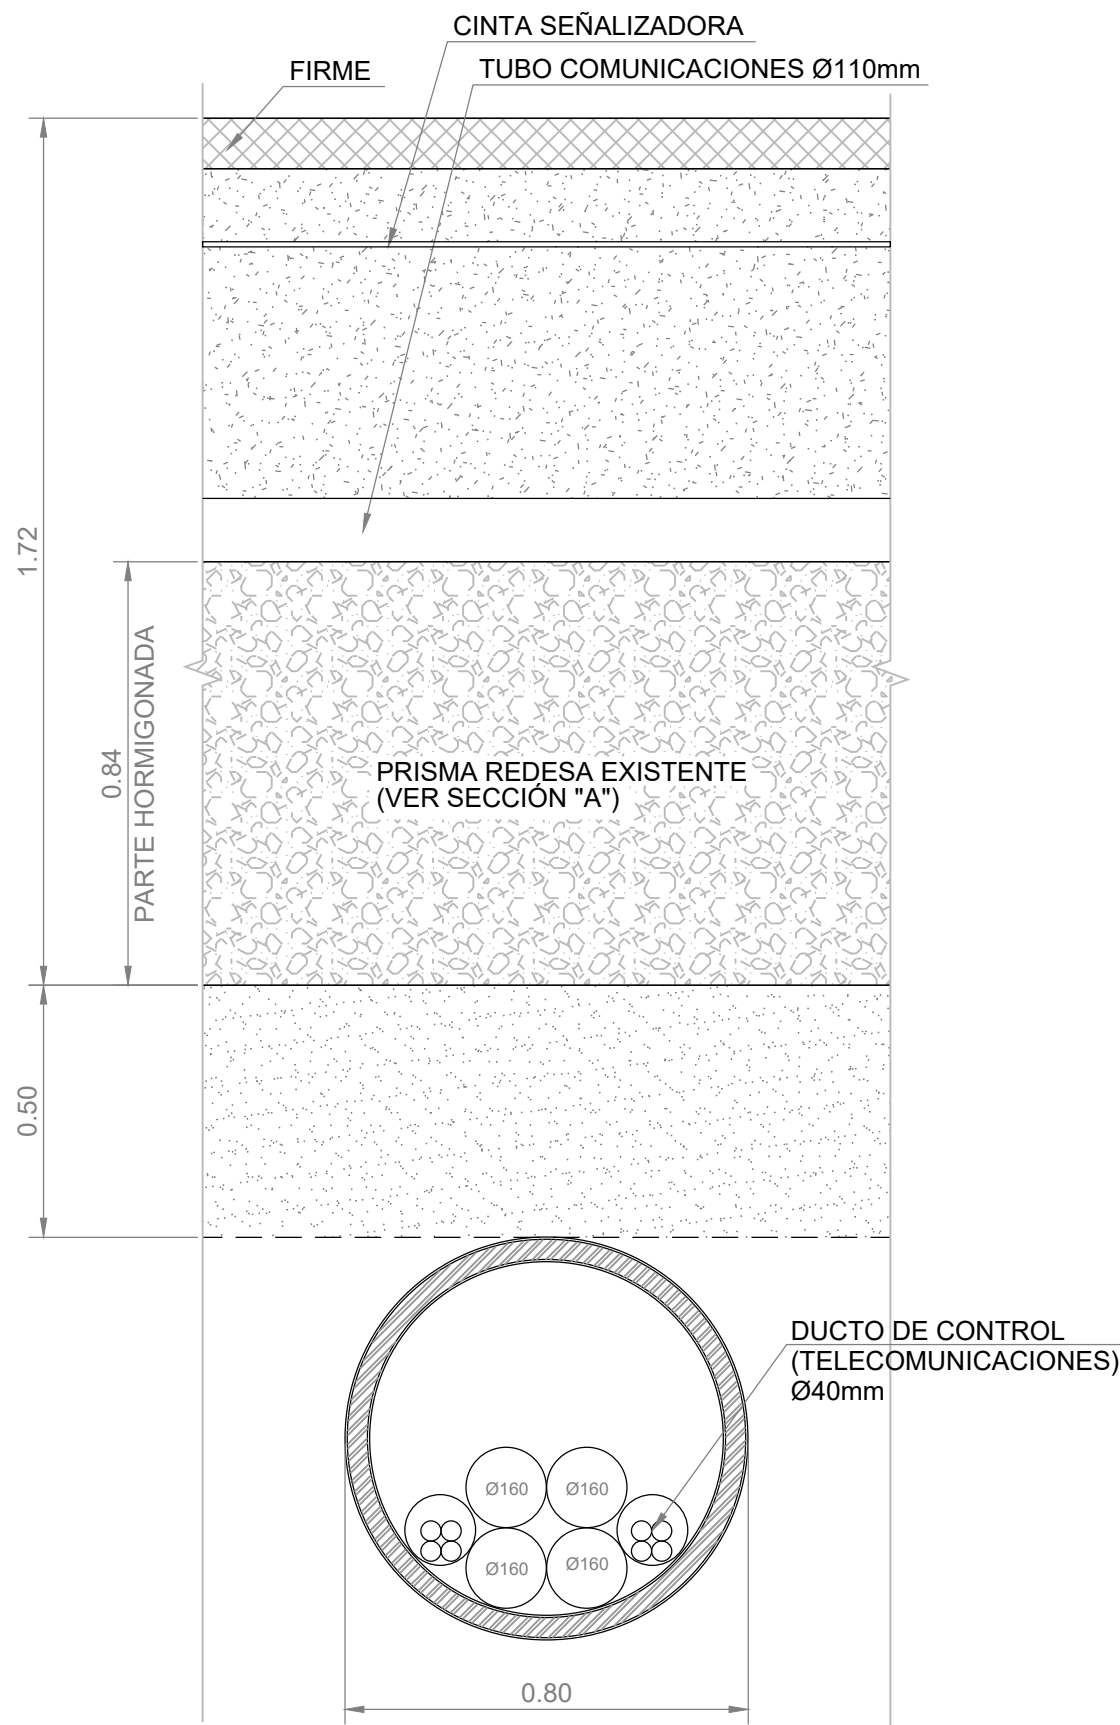 CINTA SEÑALIZADORA
FIRME
TUBO COMUNICACIONES Ø110mm
1.72
0.84
PARTE HORMIGONADA
PRISMA REDESA EXISTENTE
(VER SECCIÓN "A")
0.50
DUCTO DE CONTROL
(TELECOMUNICACIONES)
Ø40mm
Ø160
Ø160
Ø160
Ø160
0.80